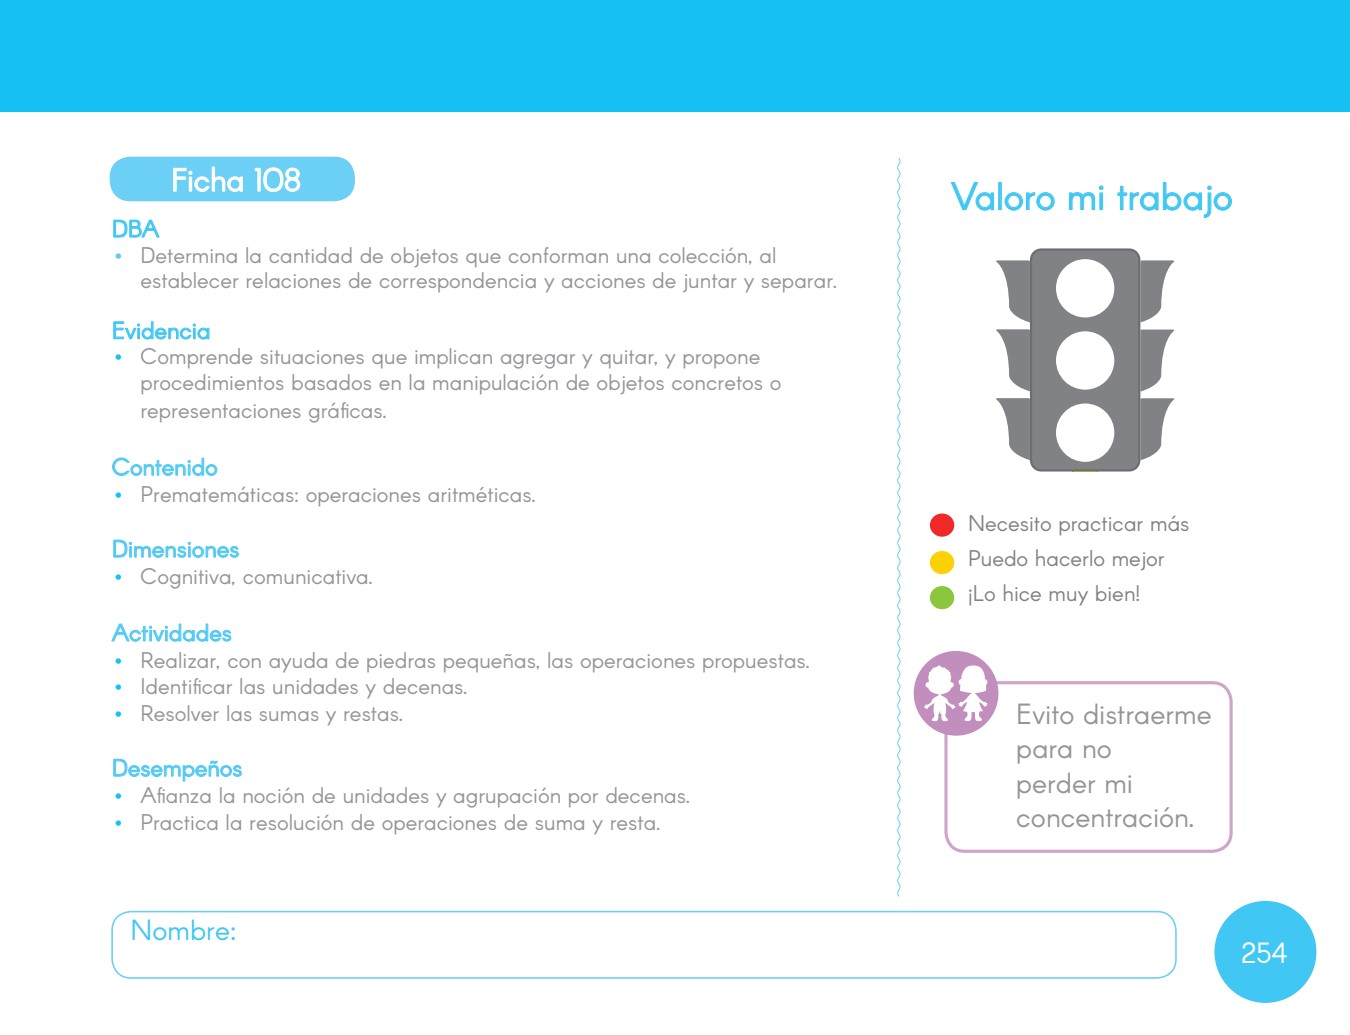 Ficha 108
DBA
• Determina la cantidad de objetos que conforman una colección, al
establecer relaciones de correspondencia y acciones de juntar y separar.
Evidencia
• Comprende situaciones que implican agregar y quitar, y propone
procedimientos basados en la manipulación de objetos concretos o
representaciones gráficas.
Contenido
• Prematemáticas: operaciones aritméticas.
Dimensiones
• Cognitiva, comunicativa.
Actividades
• Realizar, con ayuda de piedras pequeñas, las operaciones propuestas.
• Identificar las unidades y decenas.
• Resolver las sumas y restas.
Desempeños
• Afianza la noción de unidades y agrupación por decenas.
• Practica la resolución de operaciones de suma y resta.
Valoro mi trabajo
Necesito practicar más
Puedo hacerlo mejor
¡Lo hice muy bien!
Evito distraerme
para no
perder mi
concentración.
Nombre:
254